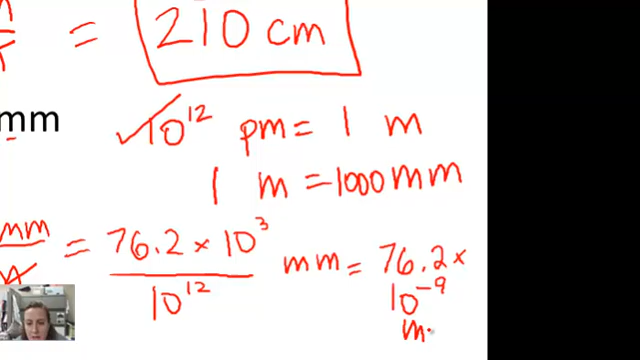 = 210 cm
mm
10¹² pm = 1 m
1 m = 1000 mm
mm = 76.2 × 10³ / 10¹² mm = 76.2 ×
10⁻⁹
m